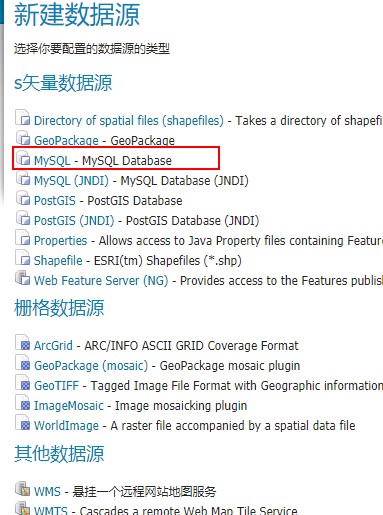 新建数据源
选择你要配置的数据源的类型
s矢量数据源
Directory of spatial files (shapefiles) - Takes a directory of shapefi
GeoPackage - GeoPackage
MySQL - MySQL Database
MySQL (JNDI) - MySQL Database (JNDI)
PostGIS - PostGIS Database
PostGIS (JNDI) - PostGIS Database (JNDI)
Properties - Allows access to Java Property files containing Featur
Shapefile - ESRI(tm) Shapefiles (*.shp)
Web Feature Server (NG) - Provides access to the Features publish
栅格数据源
ArcGrid - ARC/INFO ASCII GRID Coverage Format
GeoPackage (mosaic) - GeoPackage mosaic plugin
GeoTIFF - Tagged Image File Format with Geographic information
ImageMosaic - Image mosaicking plugin
WorldImage - A raster file accompanied by a spatial data file
其他数据源
WMS - 悬挂一个远程网站地图服务
WMTS - Cascades a remote Web Map Tile Service